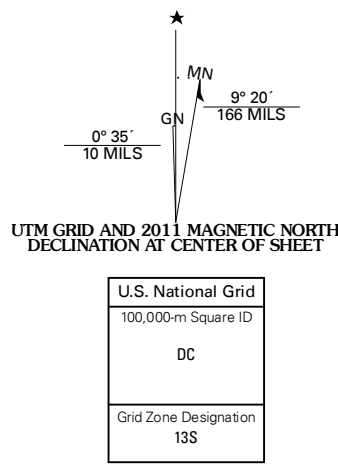 ★
MN
GN
9° 20´
166 MILS
0° 35´
10 MILS
UTM GRID AND 2011 MAGNETIC NORTH
DECLINATION AT CENTER OF SHEET
U.S. National Grid
100,000-m Square ID
DC
Grid Zone Designation
13S